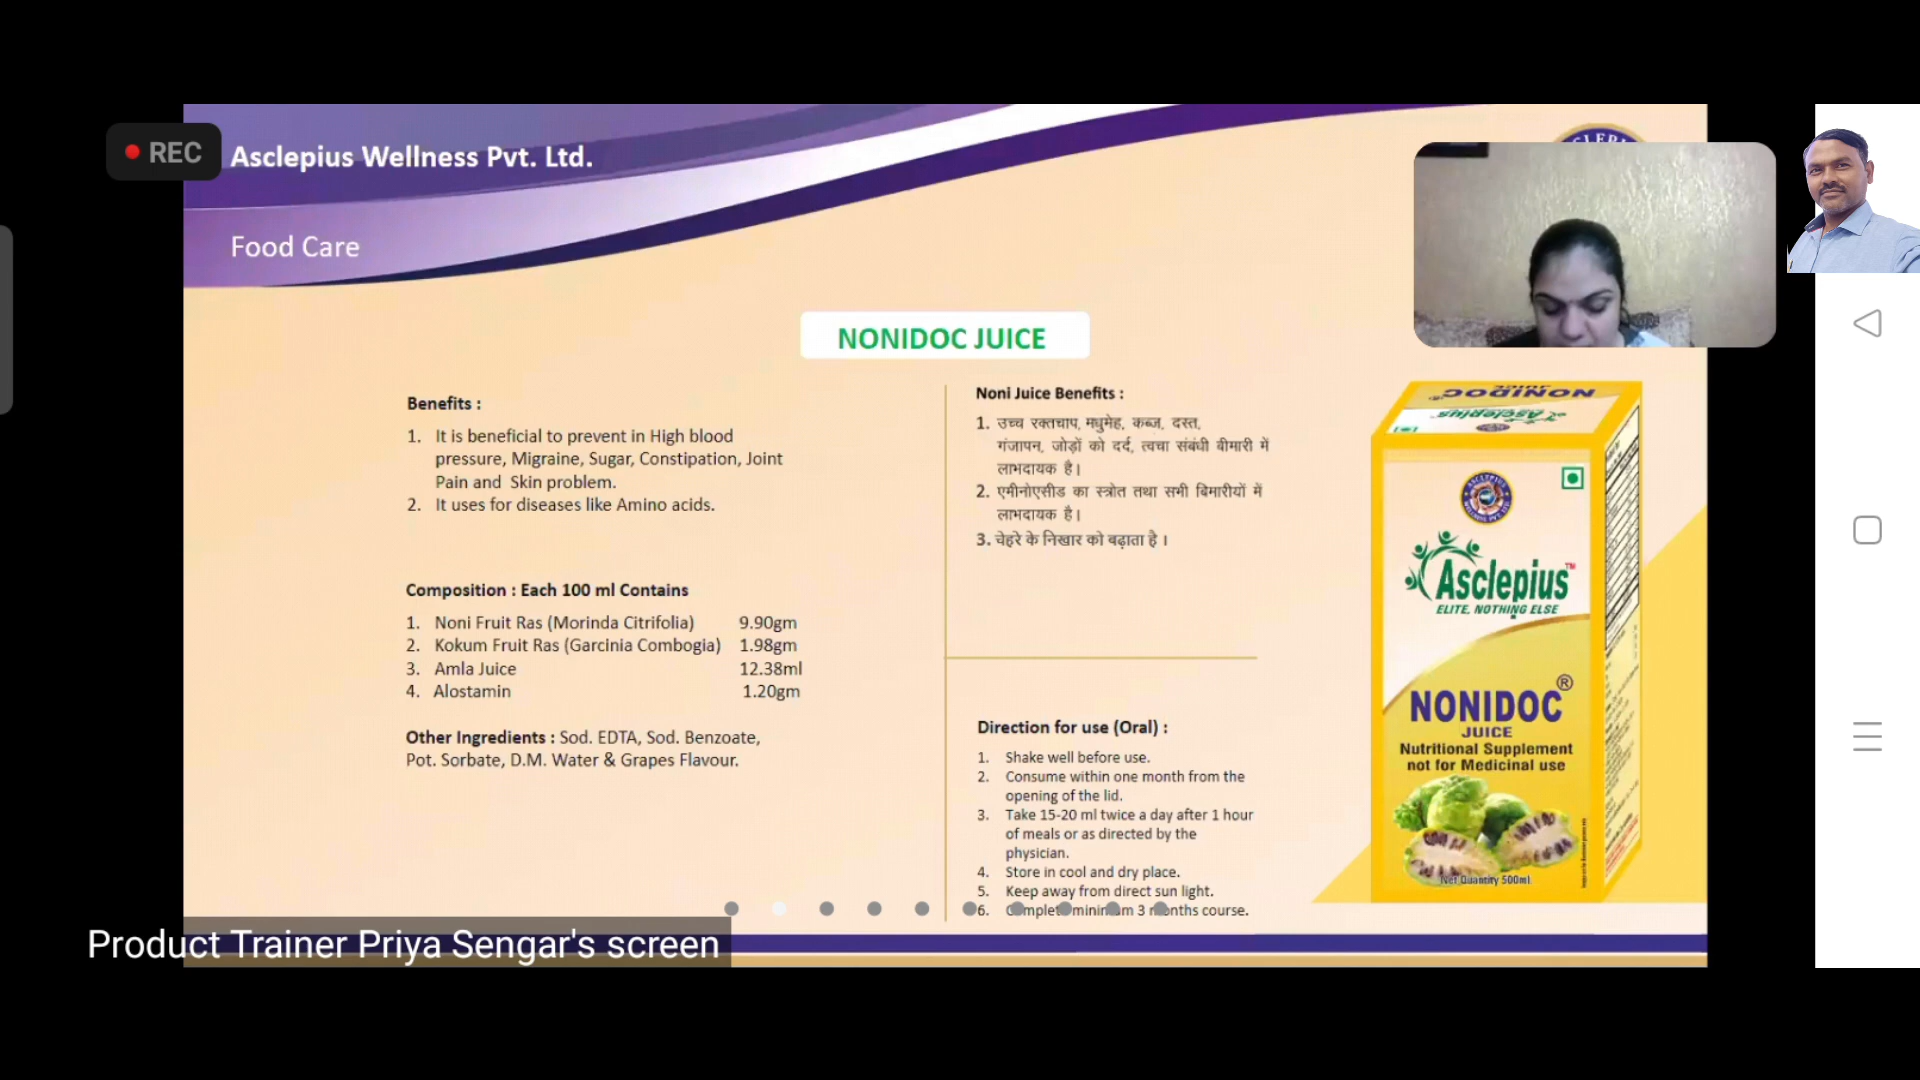 REC
Asclepius Wellness Pvt. Ltd.
Food Care
NONIDOC JUICE
Benefits :
1. It is beneficial to prevent in High blood
pressure, Migraine, Sugar, Constipation, Joint
Pain and Skin problem.
2. It uses for diseases like Amino acids.
Composition : Each 100 ml Contains
1. Noni Fruit Ras (Morinda Citrifolia) 9.90gm
2. Kokum Fruit Ras (Garcinia Combogia) 1.98gm
3. Amla Juice 12.38ml
4. Alostamin 1.20gm
Other Ingredients : Sod. EDTA, Sod. Benzoate,
Pot. Sorbate, D.M. Water & Grapes Flavour.
Noni Juice Benefits :
1. उच्च रक्तचाप, मधुमेह, कब्ज, दस्त,
गंजापन, जोड़ों को दर्द, त्वचा संबंधी बीमारी में
लाभदायक है।
2. एमीनोएसीड का स्त्रोत तथा सभी बिमारीयों में
लाभदायक है।
3. चेहरे के निखार को बढ़ाता है ।
Direction for use (Oral) :
1. Shake well before use.
2. Consume within one month from the
opening of the lid.
3. Take 15-20 ml twice a day after 1 hour
of meals or as directed by the
physician.
4. Store in cool and dry place.
5. Keep away from direct sun light.
6. Complete minimum 3 months course.
NONIDOC
JUICE
Asclepius
ASCLEPIUS
WELLNESS PVT. LTD.
Asclepius™
ELITE, NOTHING ELSE
NONIDOC®
JUICE
Nutritional Supplement
not for Medicinal use
Net Quantity 500ml
Product Trainer Priya Sengar's screen